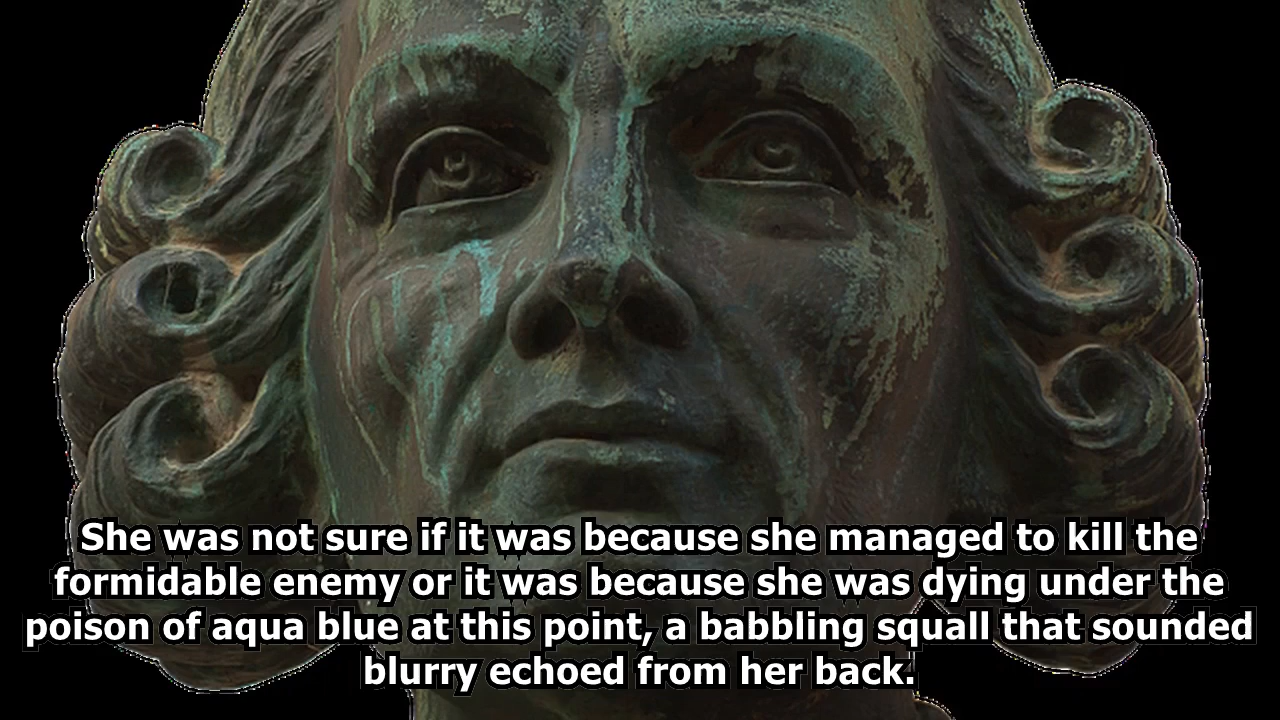 She was not sure if it was because she managed to kill the
formidable enemy or it was because she was dying under the
poison of aqua blue at this point, a babbling squall that sounded
blurry echoed from her back.